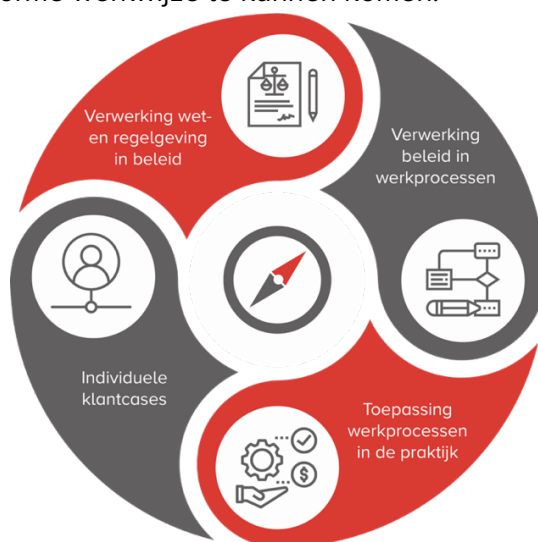 Verwerking wet-
en regelgeving
in beleid
Verwerking
beleid in
werkprocessen
Individuele
klantcases
Toepassing
werkprocessen
in de praktijk